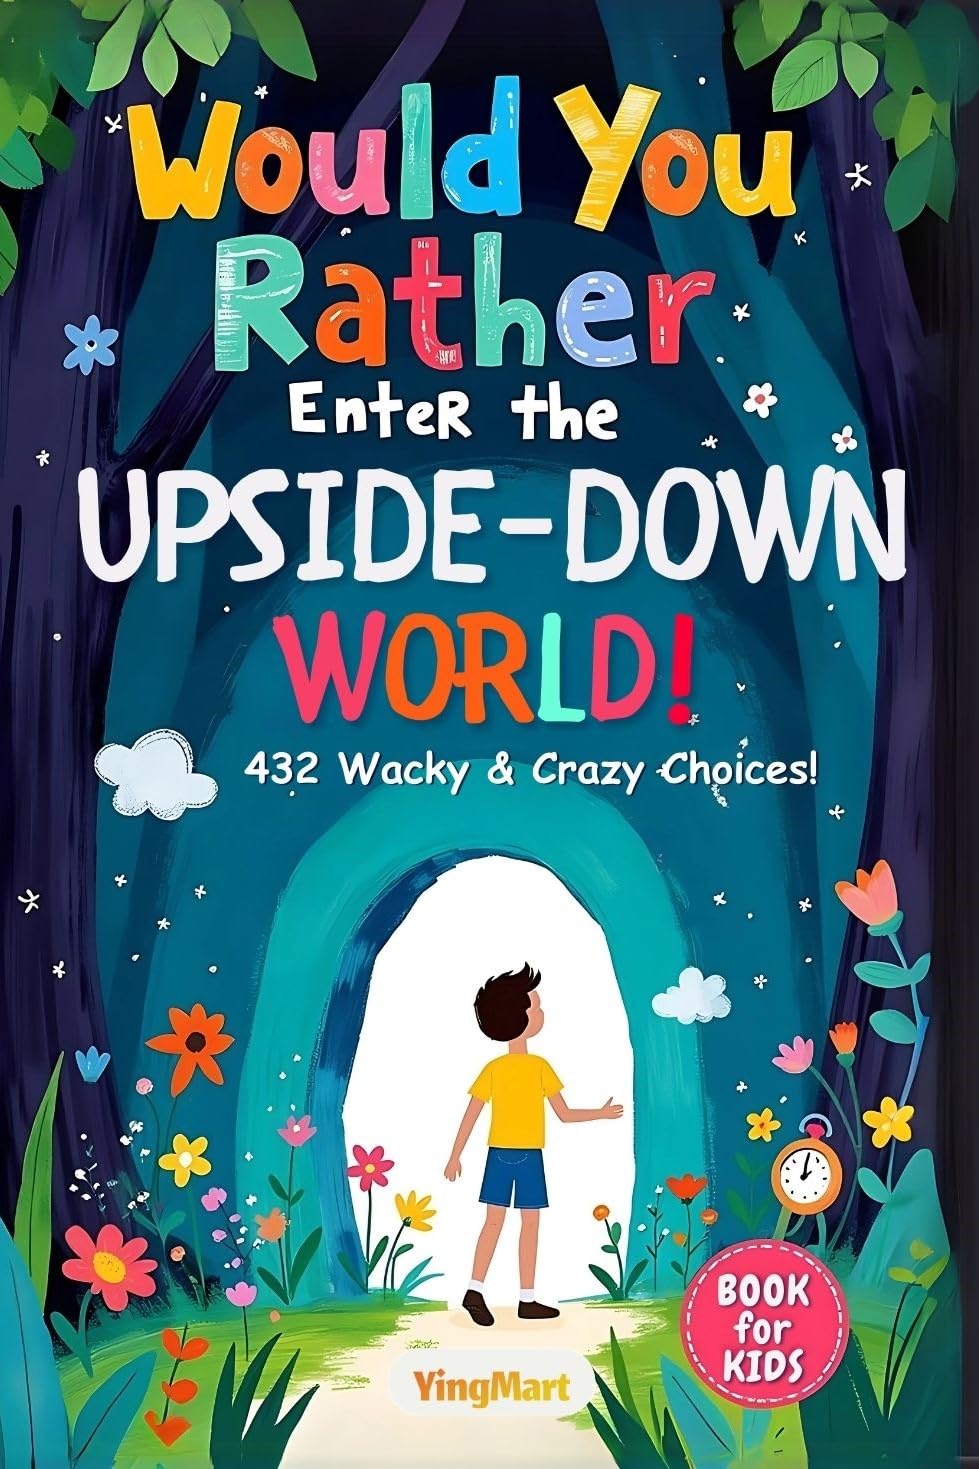 Would You
Rather
Enter the
UPSIDE-DOWN
WORLD!
432 Wacky & Crazy Choices!
BOOK
for
KIDS
YingMart